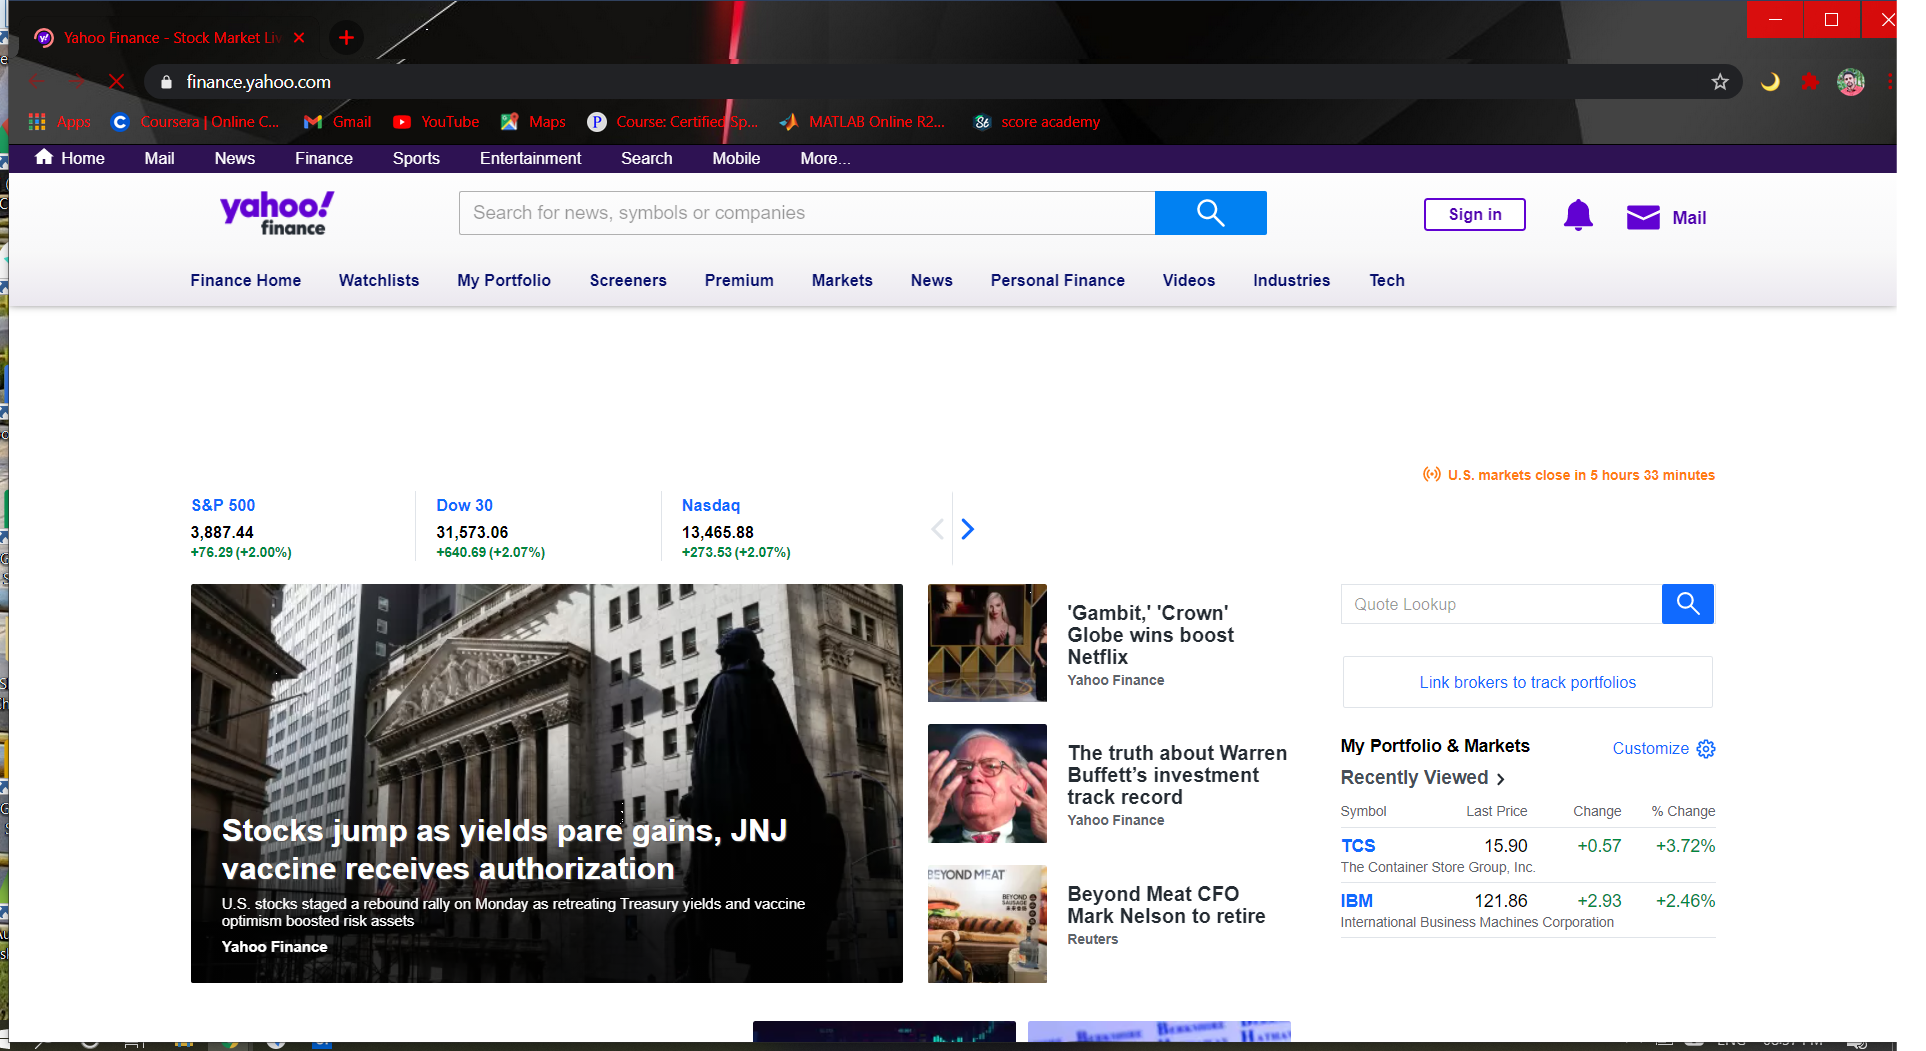 Yahoo Finance - Stock Market Liv
finance.yahoo.com
Apps
Coursera | Online C...
Gmail
YouTube
Maps
Course: Certified Sp...
MATLAB Online R2...
score academy
Home
Mail
News
Finance
Sports
Entertainment
Search
Mobile
More...
yahoo!
finance
Search for news, symbols or companies
Sign in
Mail
Finance Home
Watchlists
My Portfolio
Screeners
Premium
Markets
News
Personal Finance
Videos
Industries
Tech
U.S. markets close in 5 hours 33 minutes
S&P 500
3,887.44
+76.29 (+2.00%)
Dow 30
31,573.06
+640.69 (+2.07%)
Nasdaq
13,465.88
+273.53 (+2.07%)
Stocks jump as yields pare gains, JNJ
vaccine receives authorization
U.S. stocks staged a rebound rally on Monday as retreating Treasury yields and vaccine
optimism boosted risk assets
Yahoo Finance
'Gambit,' 'Crown'
Globe wins boost
Netflix
Yahoo Finance
The truth about Warren
Buffett’s investment
track record
Yahoo Finance
BEYOND MEAT
BEYOND
SAUSAGE
Beyond Meat CFO
Mark Nelson to retire
Reuters
Quote Lookup
Link brokers to track portfolios
My Portfolio & Markets
Customize
Recently Viewed
Symbol Last Price Change % Change
TCS 15.90 +0.57 +3.72%
The Container Store Group, Inc.
IBM 121.86 +2.93 +2.46%
International Business Machines Corporation
BERKSHIRE
BERKSHIRE
HATHAWAY